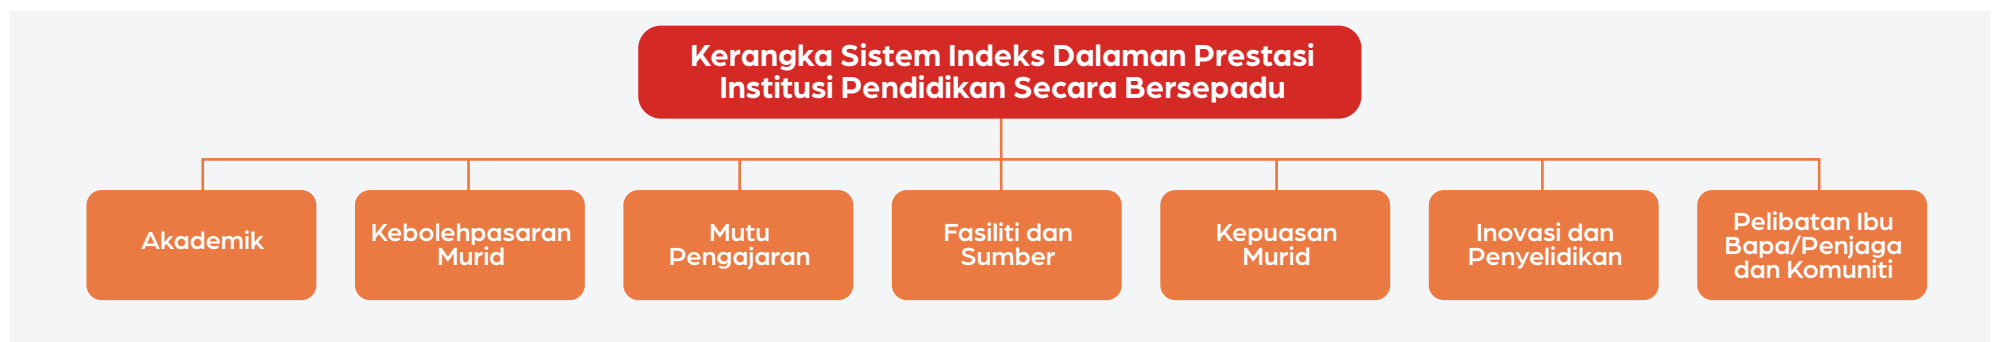 Kerangka Sistem Indeks Dalaman Prestasi
Institusi Pendidikan Secara Bersepadu
Akademik
Kebolehpasaran
Murid
Mutu
Pengajaran
Fasiliti dan
Sumber
Kepuasan
Murid
Inovasi dan
Penyelidikan
Pelibatan Ibu
Bapa/Penjaga
dan Komuniti